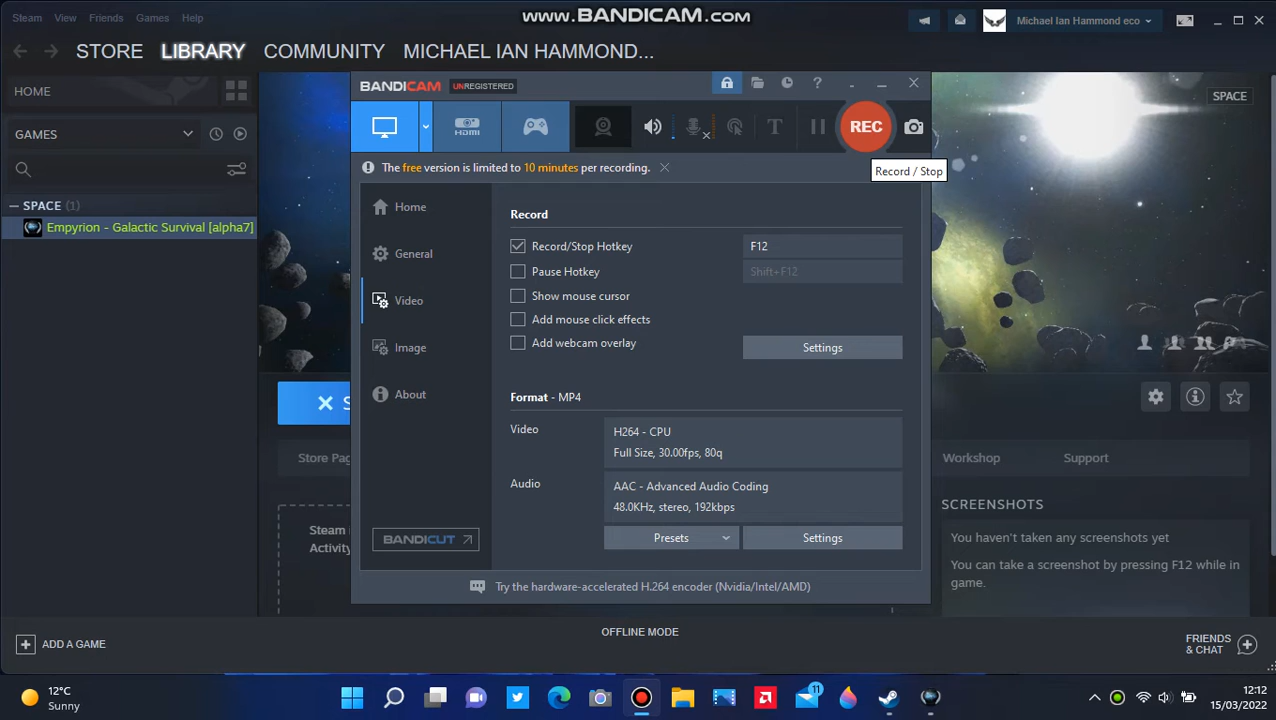 www.BANDICAM.com
Steam View Friends Games Help
Michael Ian Hammond eco
STORE LIBRARY COMMUNITY MICHAEL IAN HAMMOND...
HOME
GAMES
SPACE (1)
Empyrion - Galactic Survival [alpha7]
SPACE
BANDICAM UNREGISTERED
HDMI
REC
The free version is limited to 10 minutes per recording.
Record / Stop
Home
General
Video
Image
About
BANDICUT
Record
Record/Stop Hotkey F12
Pause Hotkey Shift+F12
Show mouse cursor
Add mouse click effects
Add webcam overlay
Settings
Format - MP4
Video
H264 - CPU
Full Size, 30.00fps, 80q
Audio
AAC - Advanced Audio Coding
48.0KHz, stereo, 192kbps
Presets Settings
Try the hardware-accelerated H.264 encoder (Nvidia/Intel/AMD)
Store Pag
Workshop Support
Steam
Activity
SCREENSHOTS
You haven't taken any screenshots yet
You can take a screenshot by pressing F12 while in
game.
ADD A GAME
OFFLINE MODE
FRIENDS
& CHAT
12°C
Sunny
11
12:12
15/03/2022